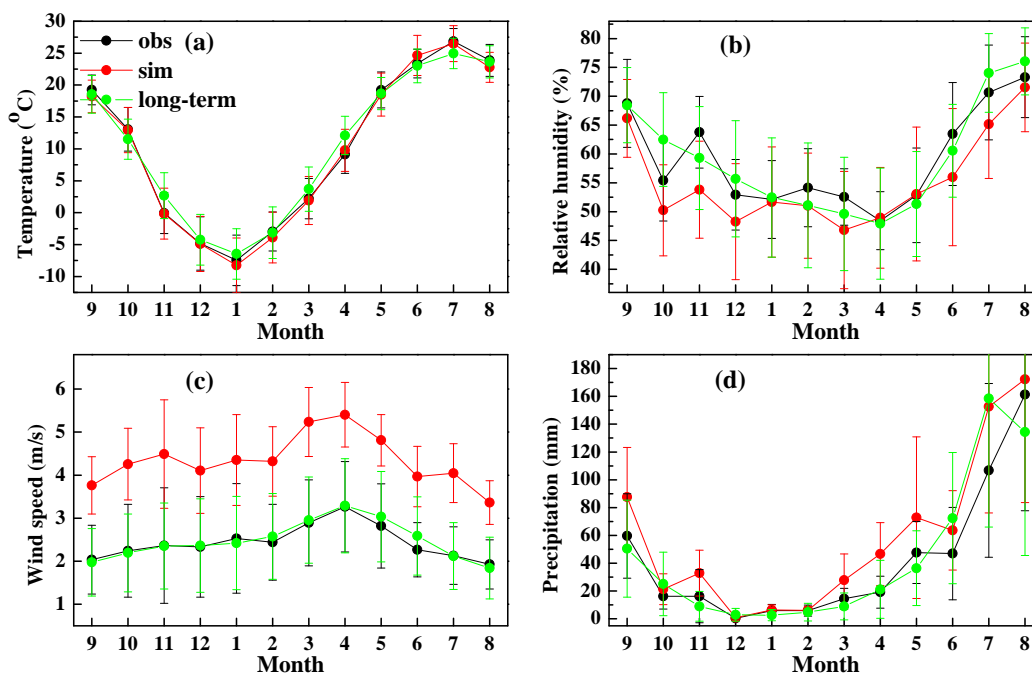 30
25
20
15
10
5
0
-5
-10
Temperature (°C)
obs
sim
long-term
(a)
9 10 11 12 1 2 3 4 5 6 7 8
Month
80
75
70
65
60
55
50
45
40
Relative humidity (%)
(b)
9 10 11 12 1 2 3 4 5 6 7 8
Month
6
5
4
3
2
1
Wind speed (m/s)
(c)
9 10 11 12 1 2 3 4 5 6 7 8
Month
180
160
140
120
100
80
60
40
20
0
Precipitation (mm)
(d)
9 10 11 12 1 2 3 4 5 6 7 8
Month